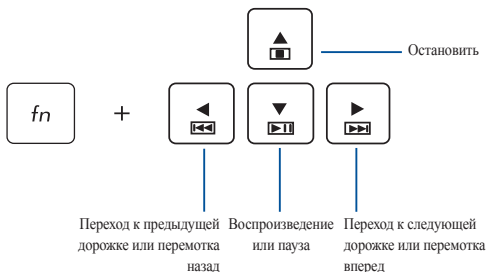 Остановить
fn +
Переход к предыдущей
дорожке или перемотка
назад
Воспроизведение
или пауза
Переход к следующей
дорожке или перемотка
вперед